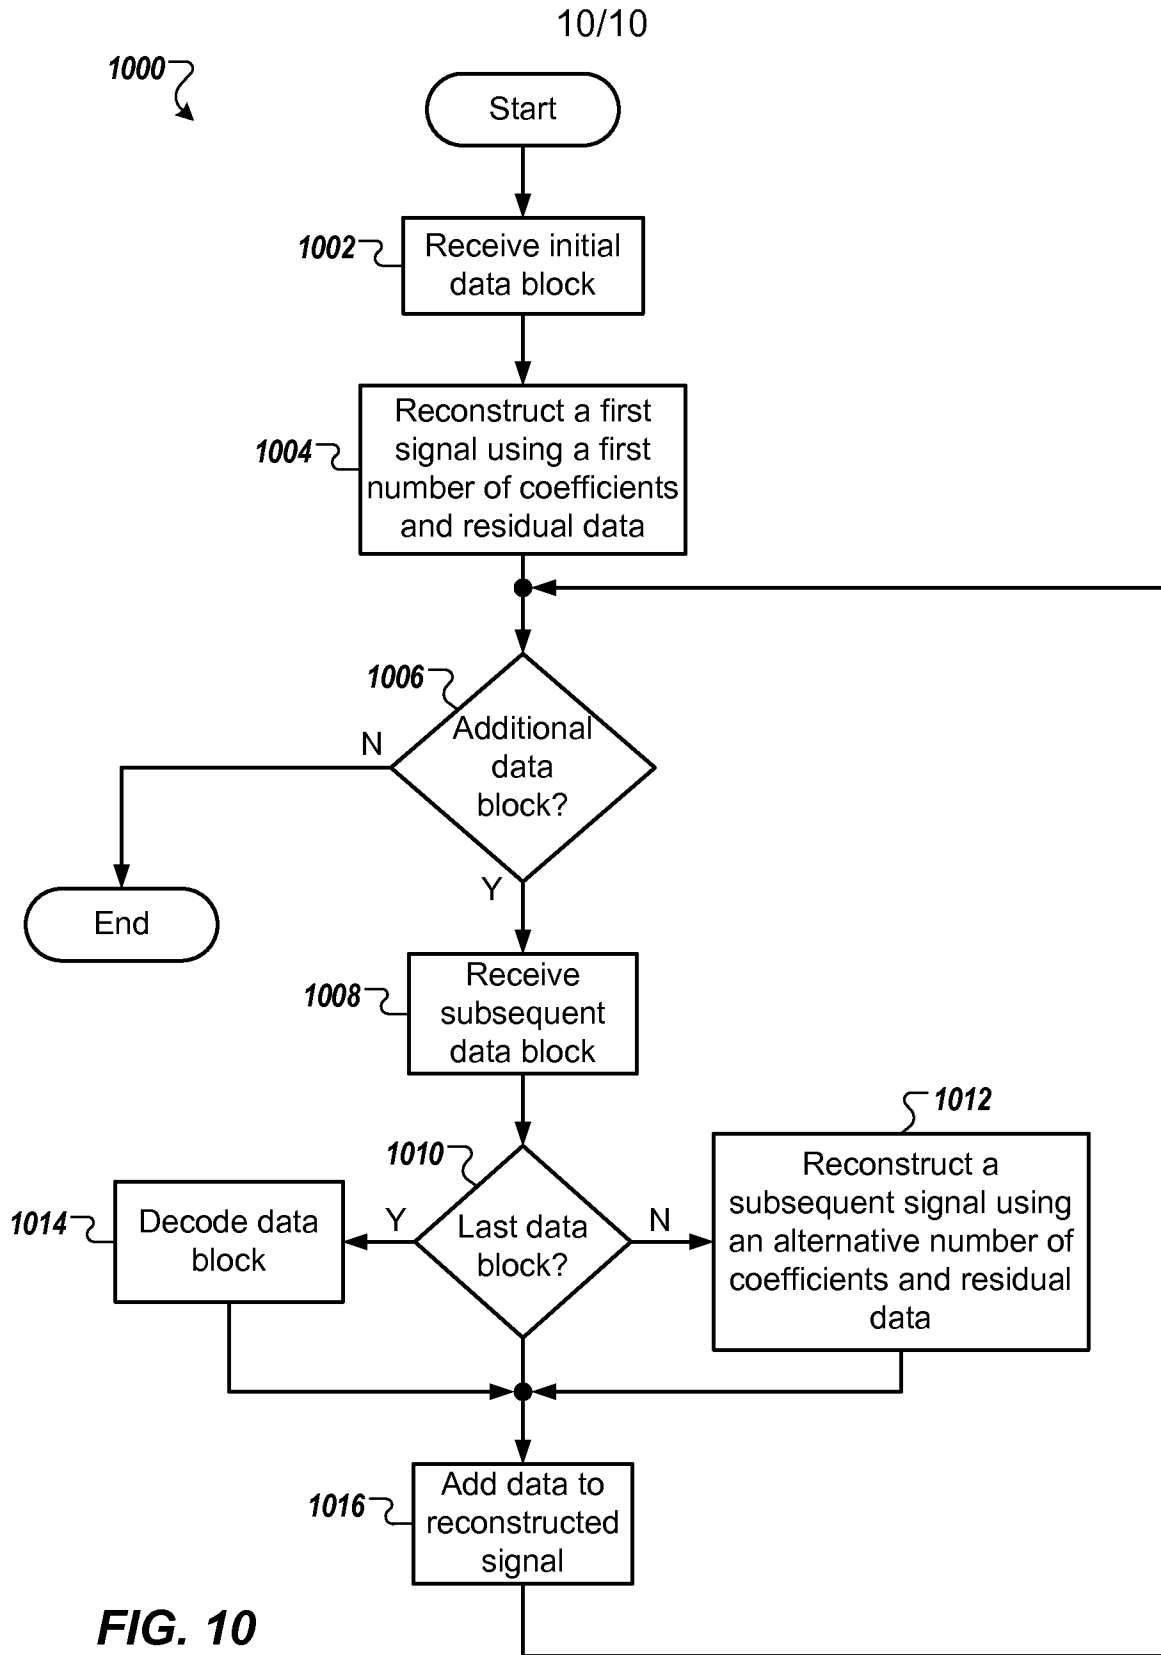 10/10
1000
Start
1002
Receive initial
data block
1004
Reconstruct a first
signal using a first
number of coefficients
and residual data
1006
Additional
data
block?
N
Y
End
1008
Receive
subsequent
data block
1010
Last data
block?
Y
N
1012
Reconstruct a
subsequent signal using
an alternative number of
coefficients and residual
data
1014
Decode data
block
1016
Add data to
reconstructed
signal
FIG. 10